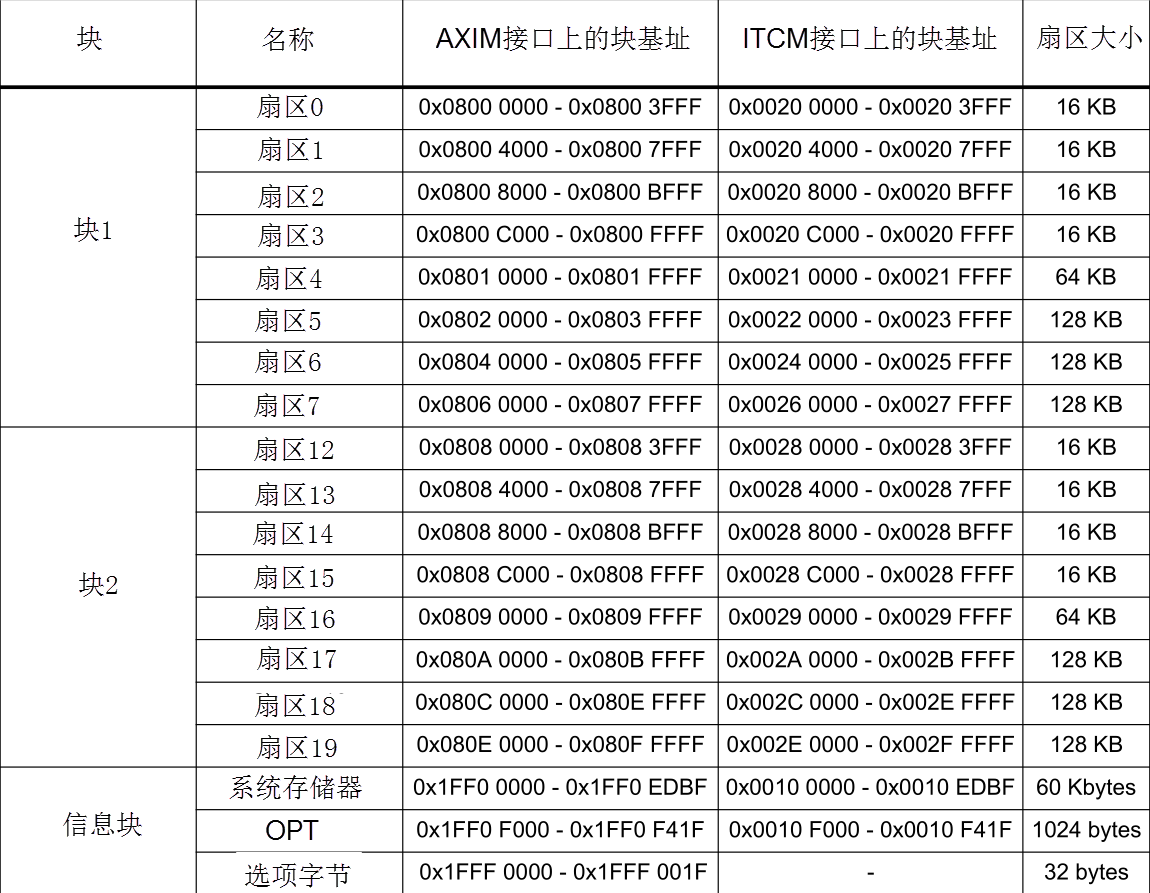 块 名称 AXIM接口上的块基址 ITCM接口上的块基址 扇区大小
扇区0 0x0800 0000 - 0x0800 3FFF 0x0020 0000 - 0x0020 3FFF 16 KB
扇区1 0x0800 4000 - 0x0800 7FFF 0x0020 4000 - 0x0020 7FFF 16 KB
扇区2 0x0800 8000 - 0x0800 BFFF 0x0020 8000 - 0x0020 BFFF 16 KB
块1 扇区3 0x0800 C000 - 0x0800 FFFF 0x0020 C000 - 0x0020 FFFF 16 KB
扇区4 0x0801 0000 - 0x0801 FFFF 0x0021 0000 - 0x0021 FFFF 64 KB
扇区5 0x0802 0000 - 0x0803 FFFF 0x0022 0000 - 0x0023 FFFF 128 KB
扇区6 0x0804 0000 - 0x0805 FFFF 0x0024 0000 - 0x0025 FFFF 128 KB
扇区7 0x0806 0000 - 0x0807 FFFF 0x0026 0000 - 0x0027 FFFF 128 KB
扇区12 0x0808 0000 - 0x0808 3FFF 0x0028 0000 - 0x0028 3FFF 16 KB
扇区13 0x0808 4000 - 0x0808 7FFF 0x0028 4000 - 0x0028 7FFF 16 KB
扇区14 0x0808 8000 - 0x0808 BFFF 0x0028 8000 - 0x0028 BFFF 16 KB
块2 扇区15 0x0808 C000 - 0x0808 FFFF 0x0028 C000 - 0x0028 FFFF 16 KB
扇区16 0x0809 0000 - 0x0809 FFFF 0x0029 0000 - 0x0029 FFFF 64 KB
扇区17 0x080A 0000 - 0x080B FFFF 0x002A 0000 - 0x002B FFFF 128 KB
扇区18 0x080C 0000 - 0x080E FFFF 0x002C 0000 - 0x002E FFFF 128 KB
扇区19 0x080E 0000 - 0x080F FFFF 0x002E 0000 - 0x002F FFFF 128 KB
系统存储器 0x1FF0 0000 - 0x1FF0 EDBF 0x0010 0000 - 0x0010 EDBF 60 Kbytes
信息块 OPT 0x1FF0 F000 - 0x1FF0 F41F 0x0010 F000 - 0x0010 F41F 1024 bytes
选项字节 0x1FFF 0000 - 0x1FFF 001F - 32 bytes